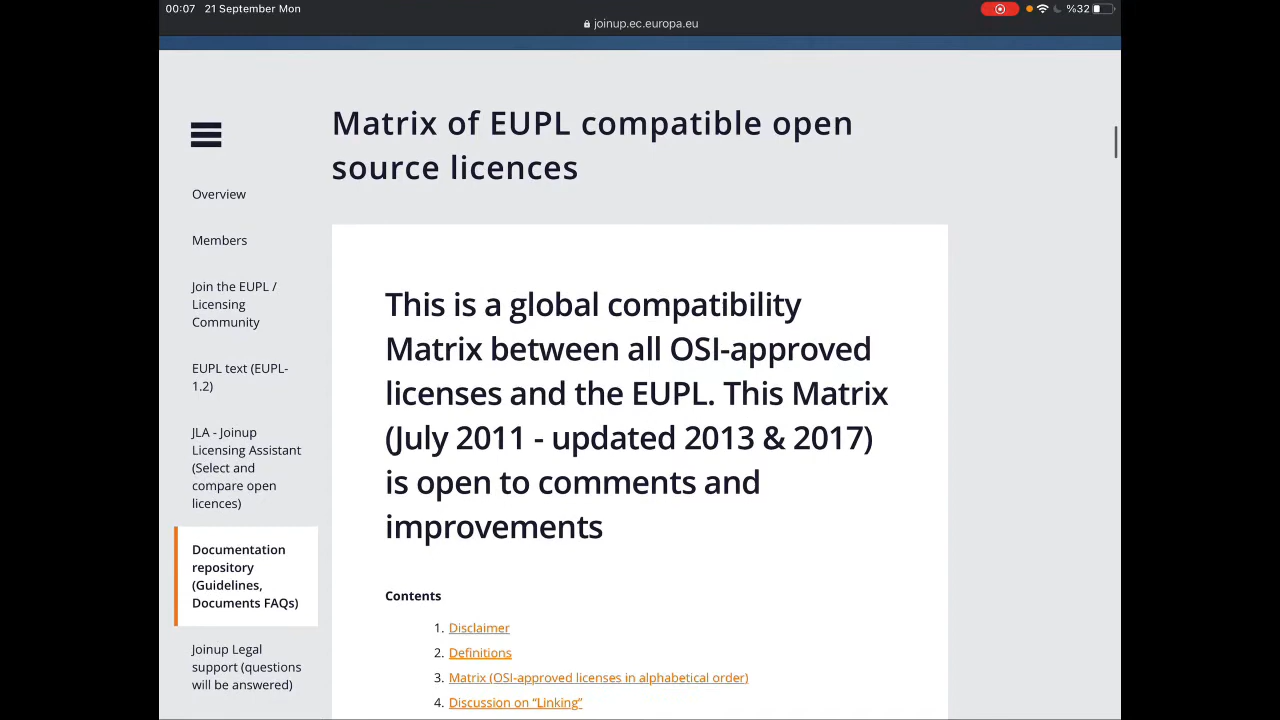 00:07 21 September Mon
%32
joinup.ec.europa.eu
Matrix of EUPL compatible open
source licences
Overview
Members
Join the EUPL /
Licensing
Community
EUPL text (EUPL-
1.2)
JLA - Joinup
Licensing Assistant
(Select and
compare open
licences)
Documentation
repository
(Guidelines,
Documents FAQs)
Joinup Legal
support (questions
will be answered)
This is a global compatibility
Matrix between all OSI-approved
licenses and the EUPL. This Matrix
(July 2011 - updated 2013 & 2017)
is open to comments and
improvements
Contents
1. Disclaimer
2. Definitions
3. Matrix (OSI-approved licenses in alphabetical order)
4. Discussion on “Linking”